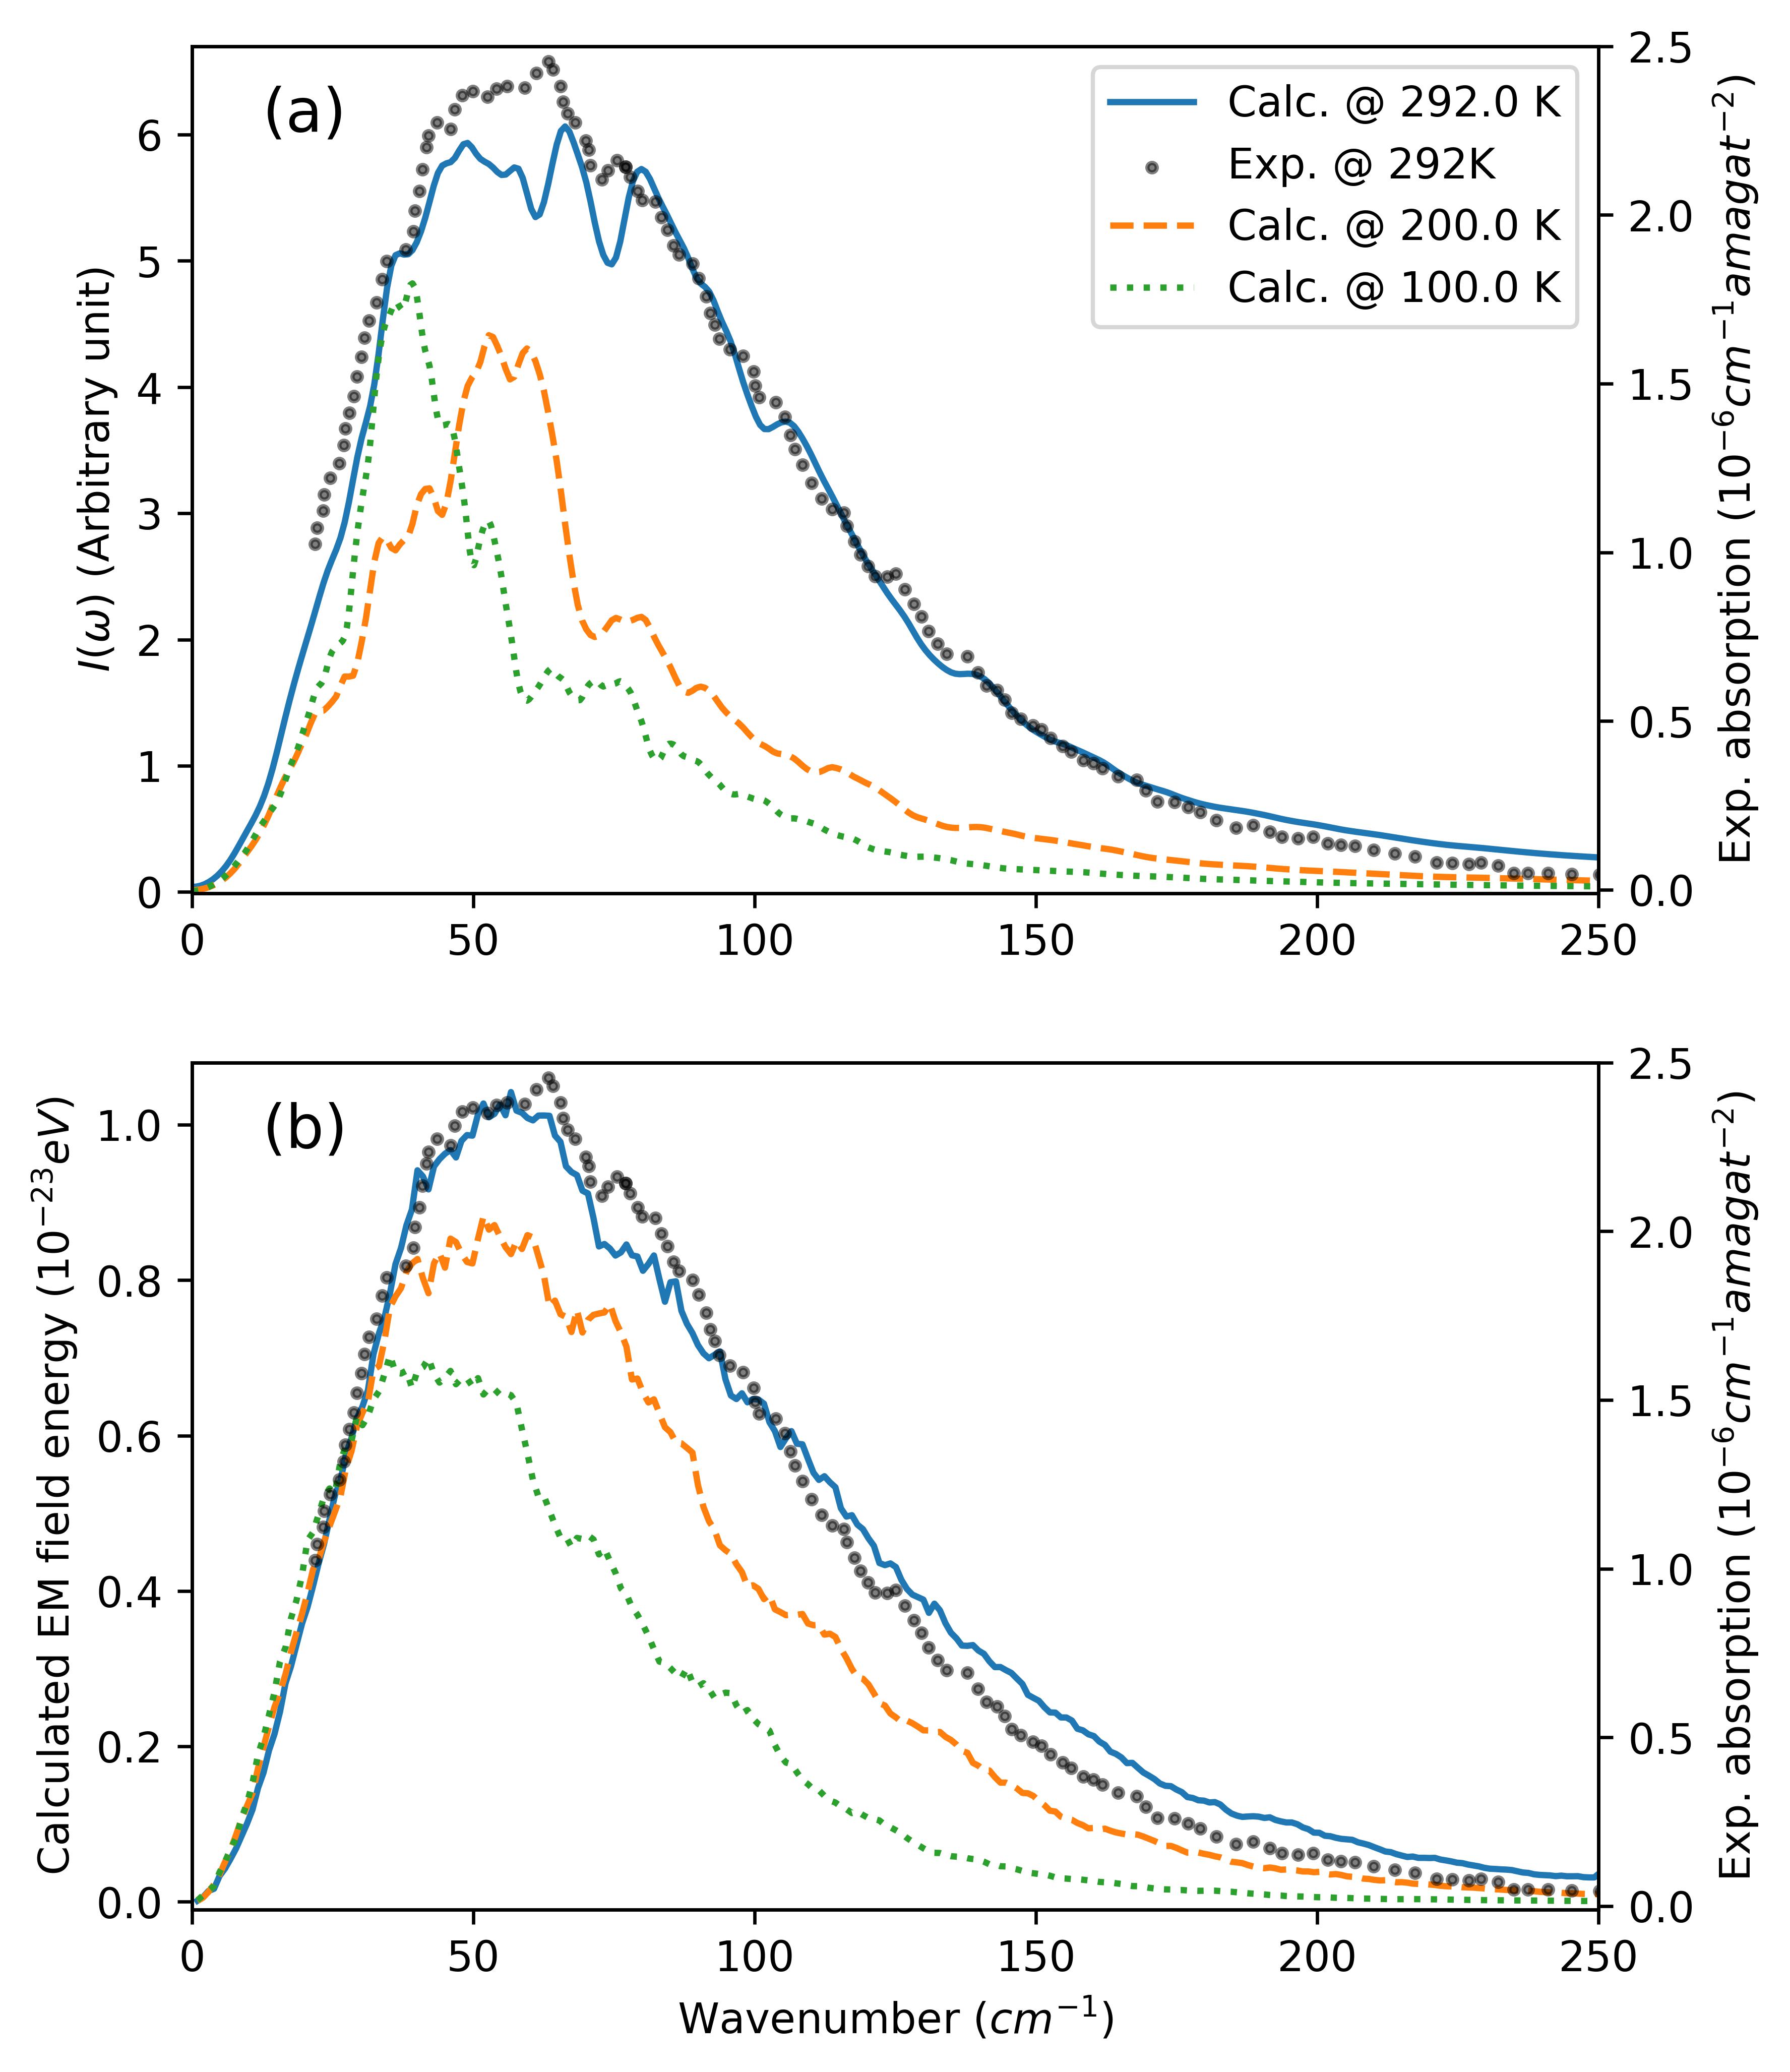 (a)
I(ω) (Arbitrary unit)
0
1
2
3
4
5
6
Calc. @ 292.0 K
Exp. @ 292K
Calc. @ 200.0 K
Calc. @ 100.0 K
2.5
2.0
1.5
1.0
0.5
0.0
Exp. absorption (10⁻⁶cm⁻¹amagat⁻²)
0 50 100 150 200 250
(b)
Calculated EM field energy (10⁻²³eV)
1.0
0.8
0.6
0.4
0.2
0.0
2.5
2.0
1.5
1.0
0.5
0.0
Exp. absorption (10⁻⁶cm⁻¹amagat⁻²)
0 50 100 150 200 250
Wavenumber (cm⁻¹)